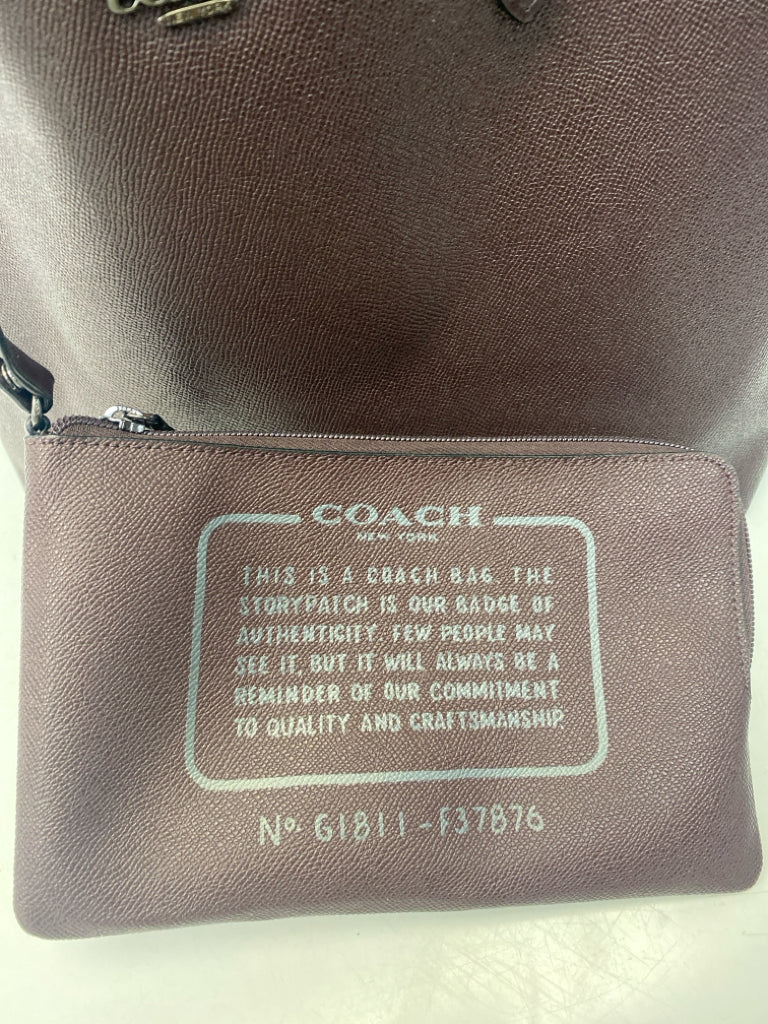 COACH
NEW YORK
THIS IS A COACH BAG. THE
STORYPATCH IS OUR BADGE OF
AUTHENTICITY. FEW PEOPLE MAY
SEE IT, BUT IT WILL ALWAYS BE A
REMINDER OF OUR COMMITMENT
TO QUALITY AND CRAFTSMANSHIP.
No. G1811-F37876